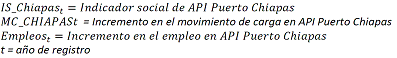 IS_Chiapasₜ = Indicador social de API Puerto Chiapas
MC_CHIAPASt = Incremento en el movimiento de carga en API Puerto Chiapas
Empleosₜ = Incremento en el empleo en API Puerto Chiapas
t = año de registro